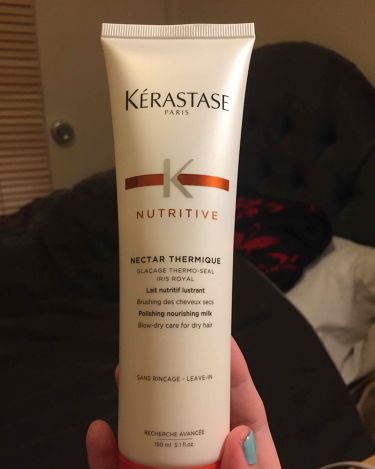 KÉRASTASE
PARIS
K
NUTRITIVE
NECTAR THERMIQUE
GLAÇAGE THERMO-SEAL
IRIS ROYAL
Lait nutritif lustrant
Brushing des cheveux secs
Polishing nourishing milk
Blow-dry care for dry hair
SANS RINÇAGE - LEAVE-IN
RECHERCHE AVANCÉE
150 ml 5.1 fl.oz